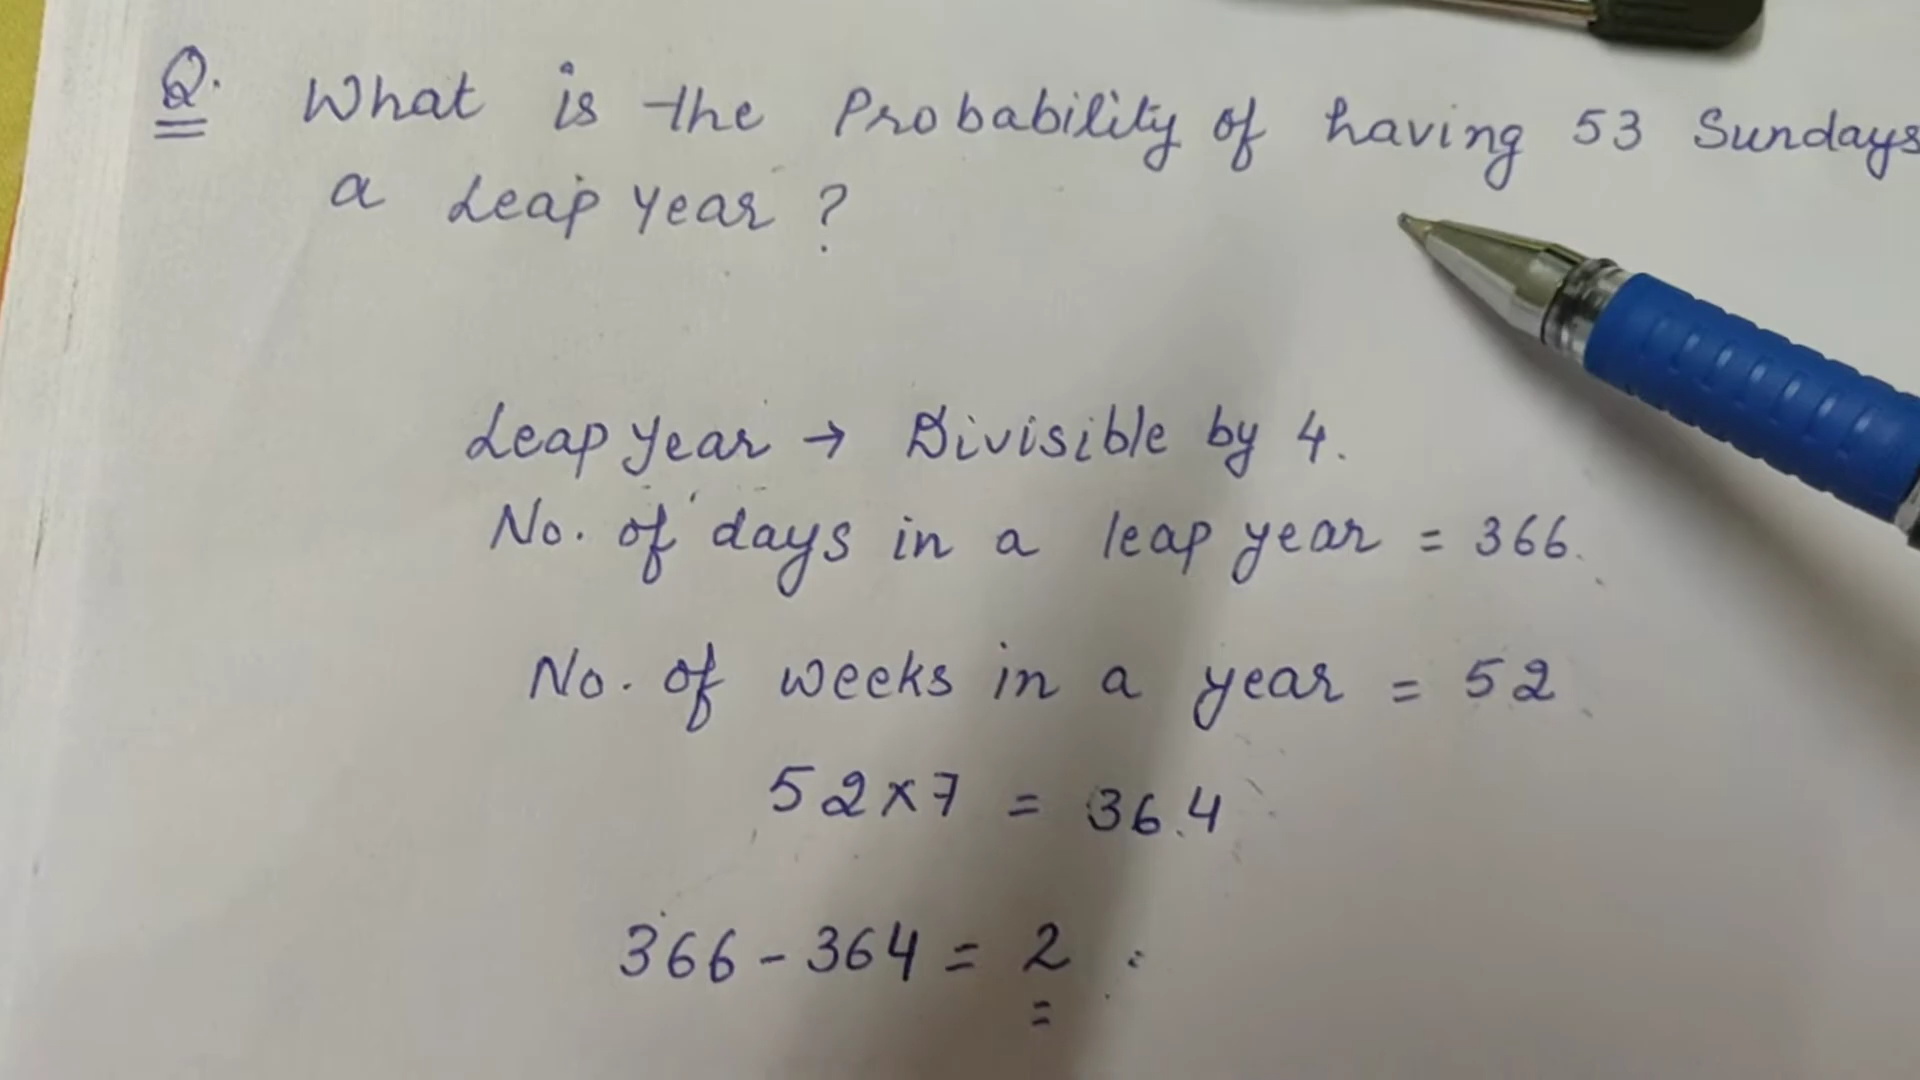 Q. What is the Probability of having 53 Sundays
a Leap Year ?
Leap Year → Divisible by 4.
No. of days in a leap year = 366.
No. of weeks in a year = 52
52×7 = 364
366-364 = 2